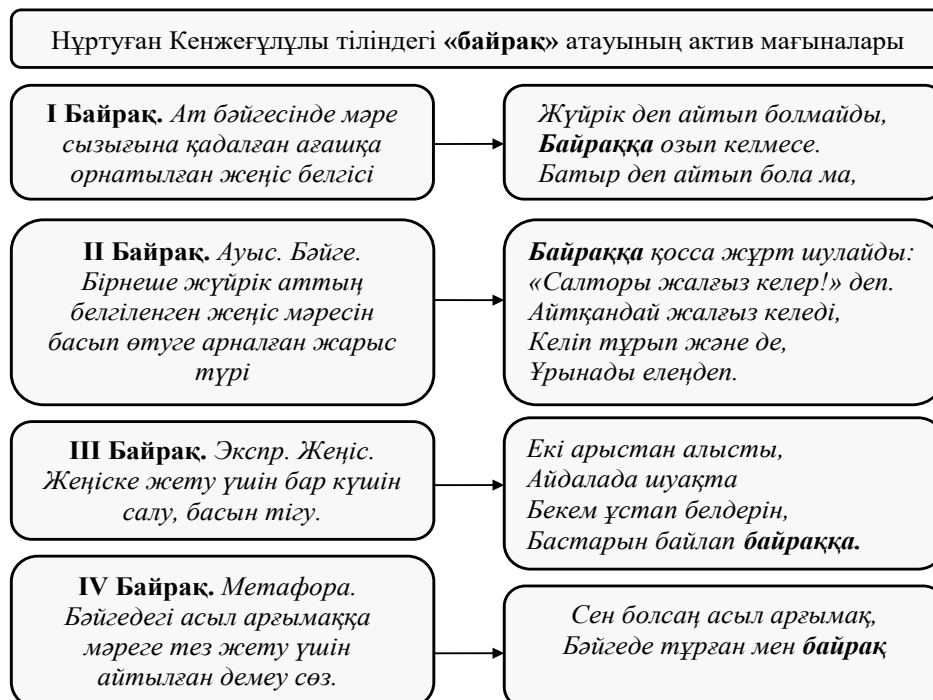 Нұртуған Кенжеғұлұлы тіліндегі «байрақ» атауының актив мағыналары
I Байрақ. Ат бәйгесінде мәре
сызығына қадалған ағашқа
орнатылған жеңіс белгісі
Жүйрік деп айтып болмайды,
Байраққа озып келмесе.
Батыр деп айтып бола ма,
II Байрақ. Ауыс. Бәйге.
Бірнеше жүйрік аттың
белгіленген жеңіс мәресін
басып өтуге арналған жарыс
түрі
Байраққа қосса жұрт шулайды:
«Салторы жалғыз келер!» деп.
Айтқандай жалғыз келеді,
Келіп тұрып және де,
Ұрынады елеңдеп.
III Байрақ. Экспр. Жеңіс.
Жеңіске жету үшін бар күшін
салу, басын тігу.
Екі арыстан алысты,
Айдалада шуақта
Бекем ұстап белдерін,
Бастарын байлап байраққа.
IV Байрақ. Метафора.
Бәйгедегі асыл арғымаққа
мәреге тез жету үшін
айтылған демеу сөз.
Сен болсаң асыл арғымақ,
Бәйгеде тұрған мен байрақ